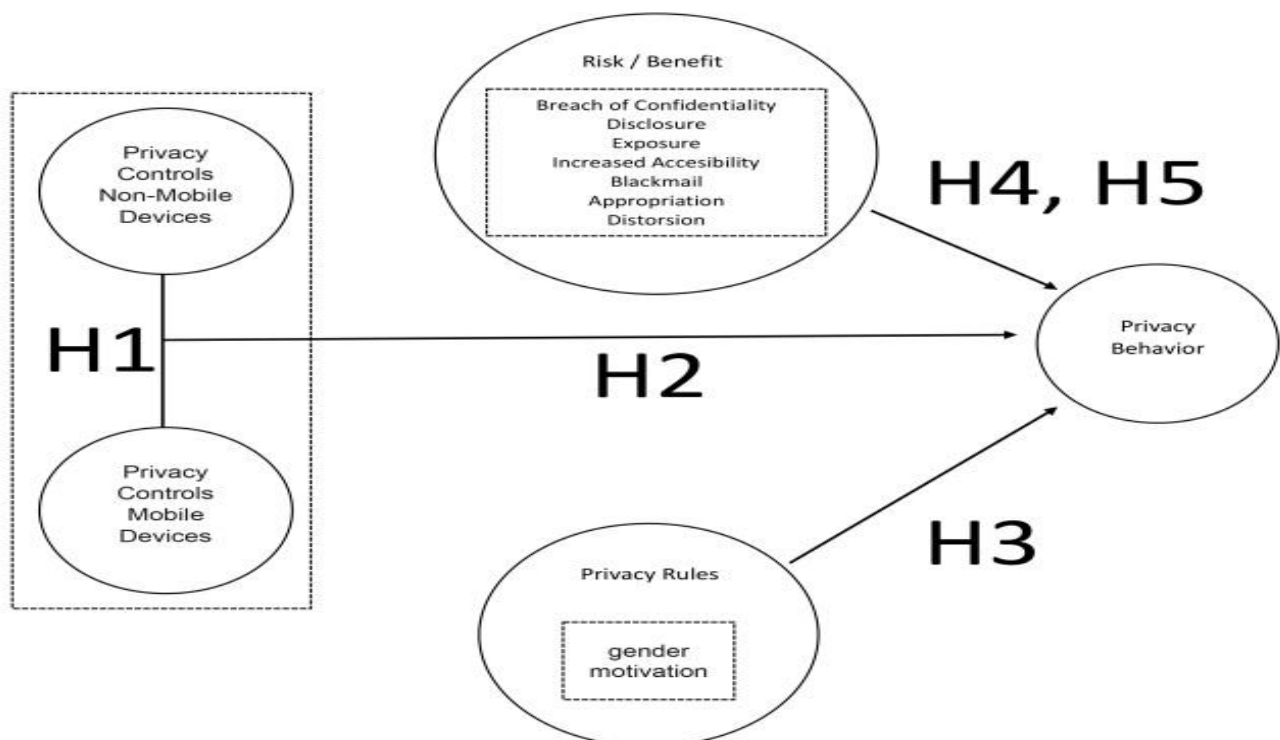 Risk / Benefit
Breach of Confidentiality
Disclosure
Exposure
Increased Accesibility
Blackmail
Appropriation
Distorsion
Privacy
Controls
Non-Mobile
Devices
H4, H5
H1
H2
Privacy
Behavior
Privacy
Controls
Mobile
Devices
H3
Privacy Rules
gender
motivation